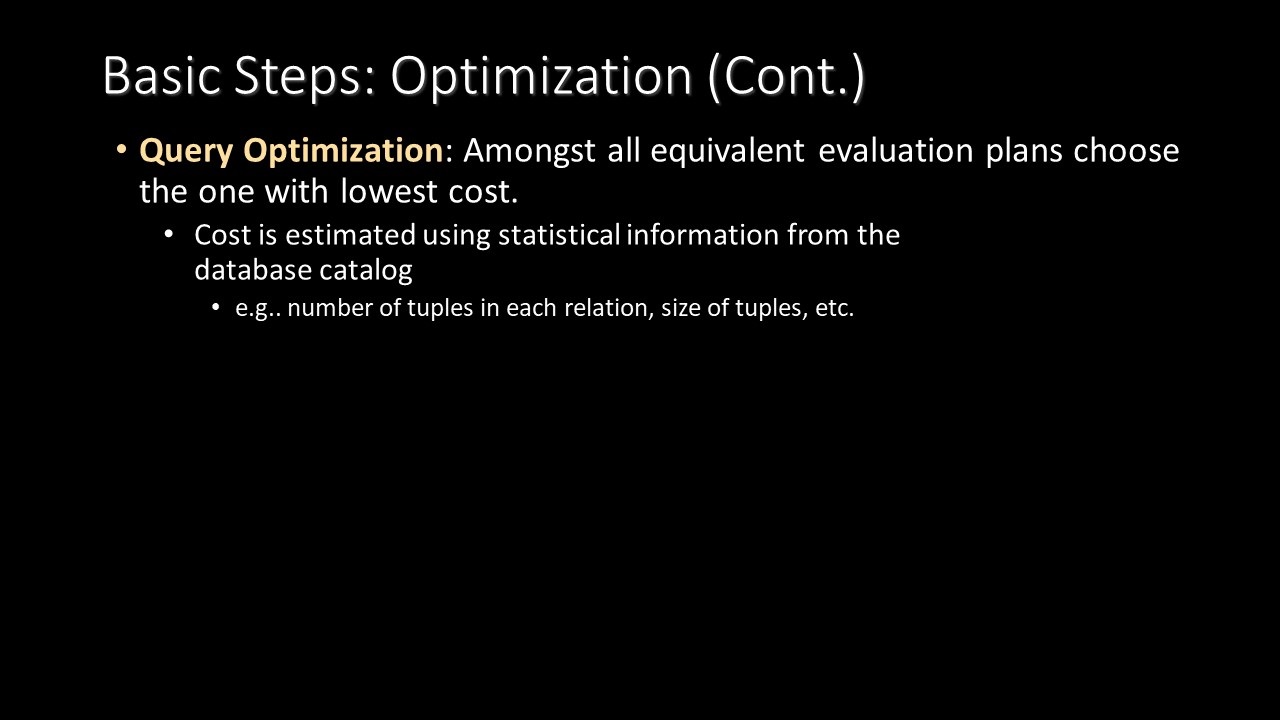 Basic Steps: Optimization (Cont.)
• Query Optimization: Amongst all equivalent evaluation plans choose
the one with lowest cost.
• Cost is estimated using statistical information from the
database catalog
• e.g.. number of tuples in each relation, size of tuples, etc.